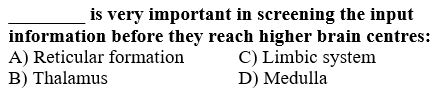 ________ is very important in screening the input
information before they reach higher brain centres:
A) Reticular formation C) Limbic system
B) Thalamus D) Medulla